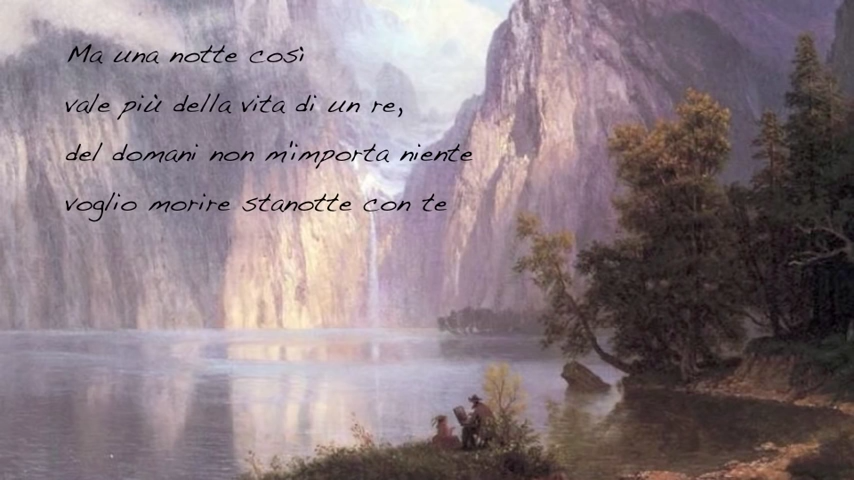 Ma una notte così
vale più della vita di un re,
del domani non m'importa niente
voglio morire stanotte con te